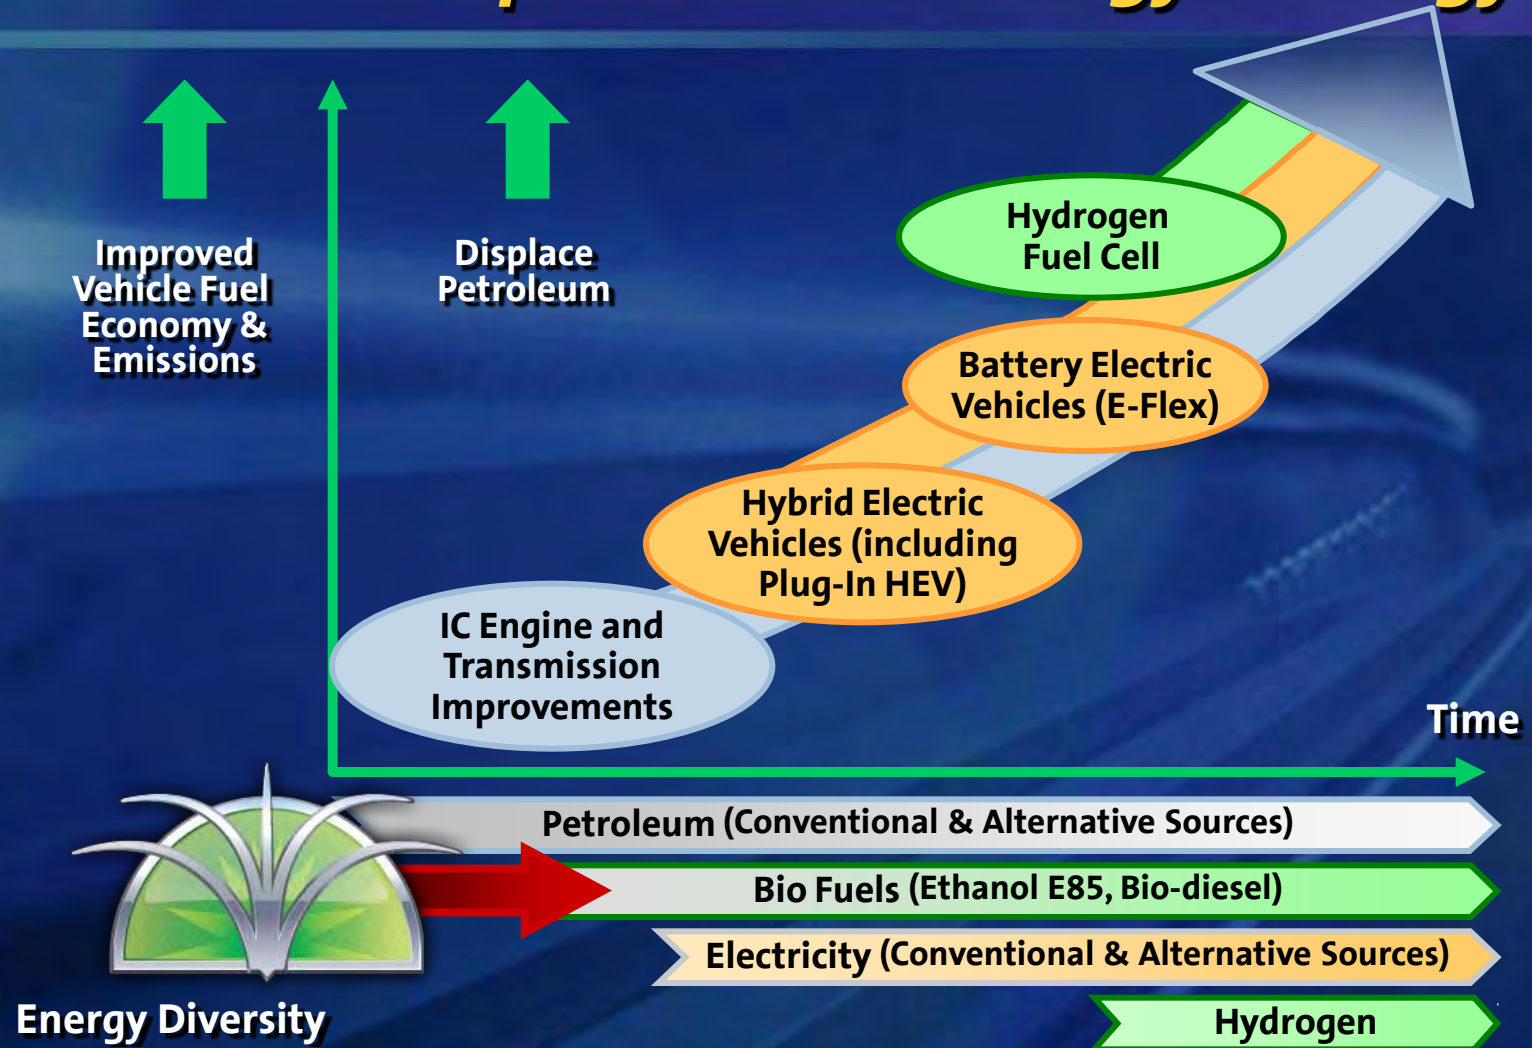 Improved
Vehicle Fuel
Economy &
Emissions
Displace
Petroleum
Hydrogen
Fuel Cell
Battery Electric
Vehicles (E-Flex)
Hybrid Electric
Vehicles (including
Plug-In HEV)
IC Engine and
Transmission
Improvements
Time
Petroleum (Conventional & Alternative Sources)
Bio Fuels (Ethanol E85, Bio-diesel)
Electricity (Conventional & Alternative Sources)
Hydrogen
Energy Diversity